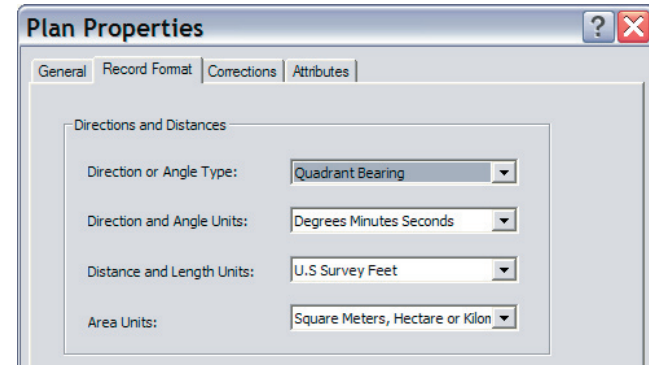 Plan Properties ?
General Record Format Corrections Attributes
Directions and Distances
Direction or Angle Type: Quadrant Bearing
Direction and Angle Units: Degrees Minutes Seconds
Distance and Length Units: U.S Survey Feet
Area Units: Square Meters, Hectare or Kilon